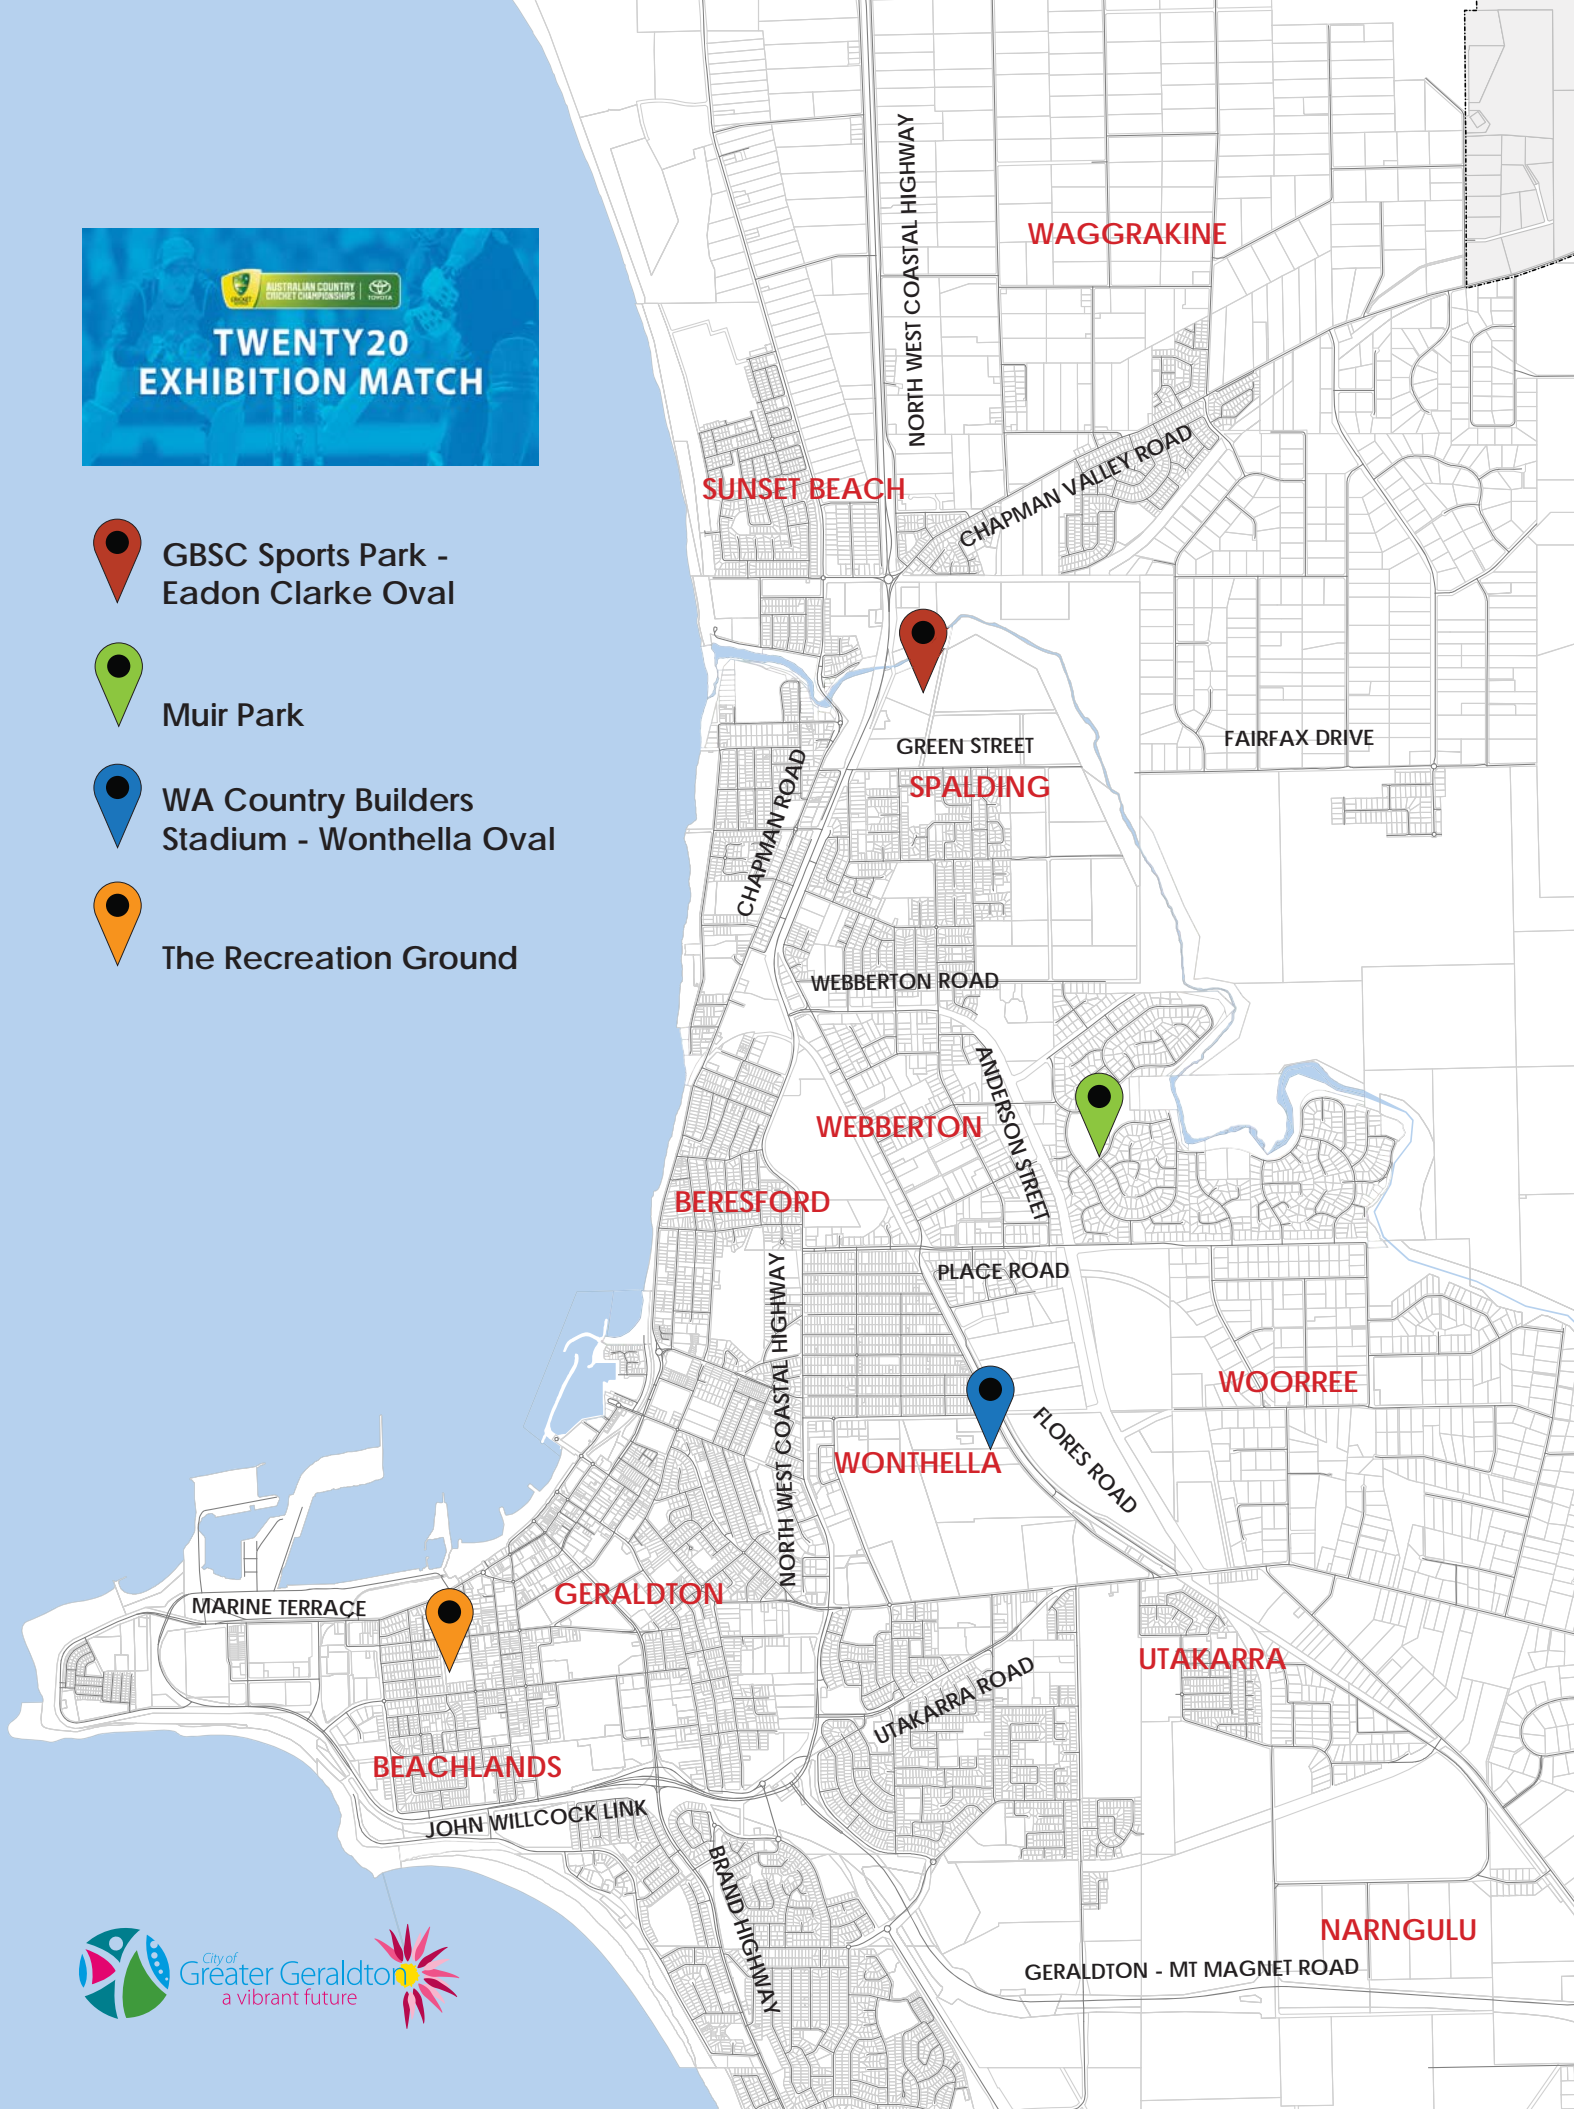 AUSTRALIAN COUNTRY
CRICKET CHAMPIONSHIPS
TOYOTA
CRICKET
TWENTY20
EXHIBITION MATCH
GBSC Sports Park -
Eadon Clarke Oval
Muir Park
WA Country Builders
Stadium - Wonthella Oval
The Recreation Ground
NORTH WEST COASTAL HIGHWAY
WAGGRAKINE
CHAPMAN VALLEY ROAD
SUNSET BEACH
GREEN STREET
FAIRFAX DRIVE
SPALDING
CHAPMAN ROAD
WEBBERTON ROAD
ANDERSON STREET
WEBBERTON
BERESFORD
PLACE ROAD
NORTH WEST COASTAL HIGHWAY
WOORREE
FLORES ROAD
WONTHELLA
GERALDTON
MARINE TERRACE
UTAKARRA
UTAKARRA ROAD
BEACHLANDS
JOHN WILLCOCK LINK
BRAND HIGHWAY
NARNGULU
GERALDTON - MT MAGNET ROAD
City of
Greater Geraldton
a vibrant future